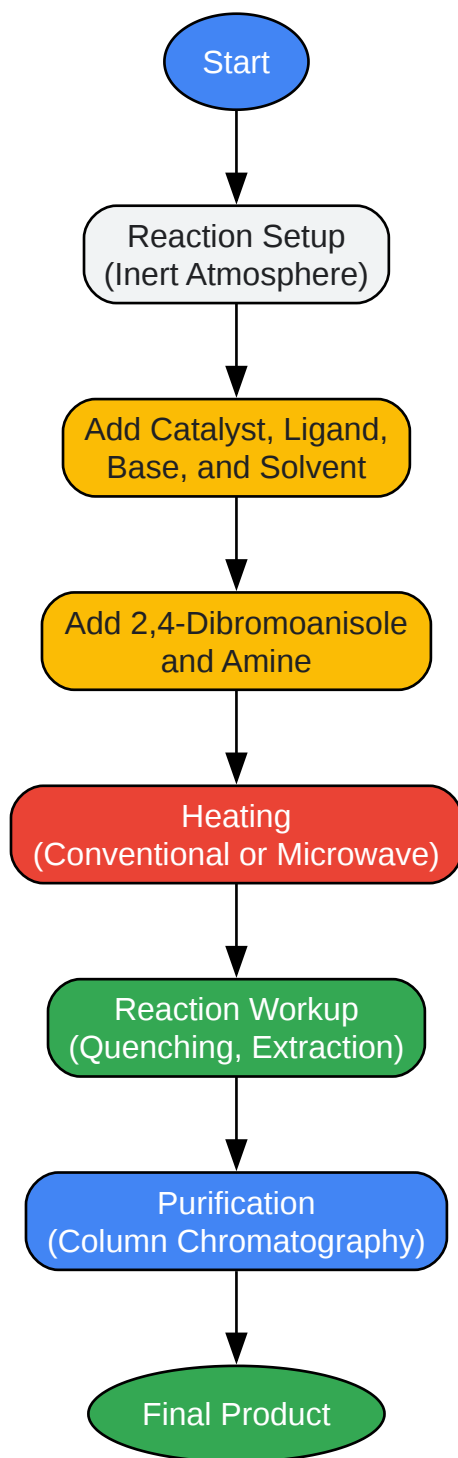 Start
Reaction Setup
(Inert Atmosphere)
Add Catalyst, Ligand,
Base, and Solvent
Add 2,4-Dibromoanisole
and Amine
Heating
(Conventional or Microwave)
Reaction Workup
(Quenching, Extraction)
Purification
(Column Chromatography)
Final Product